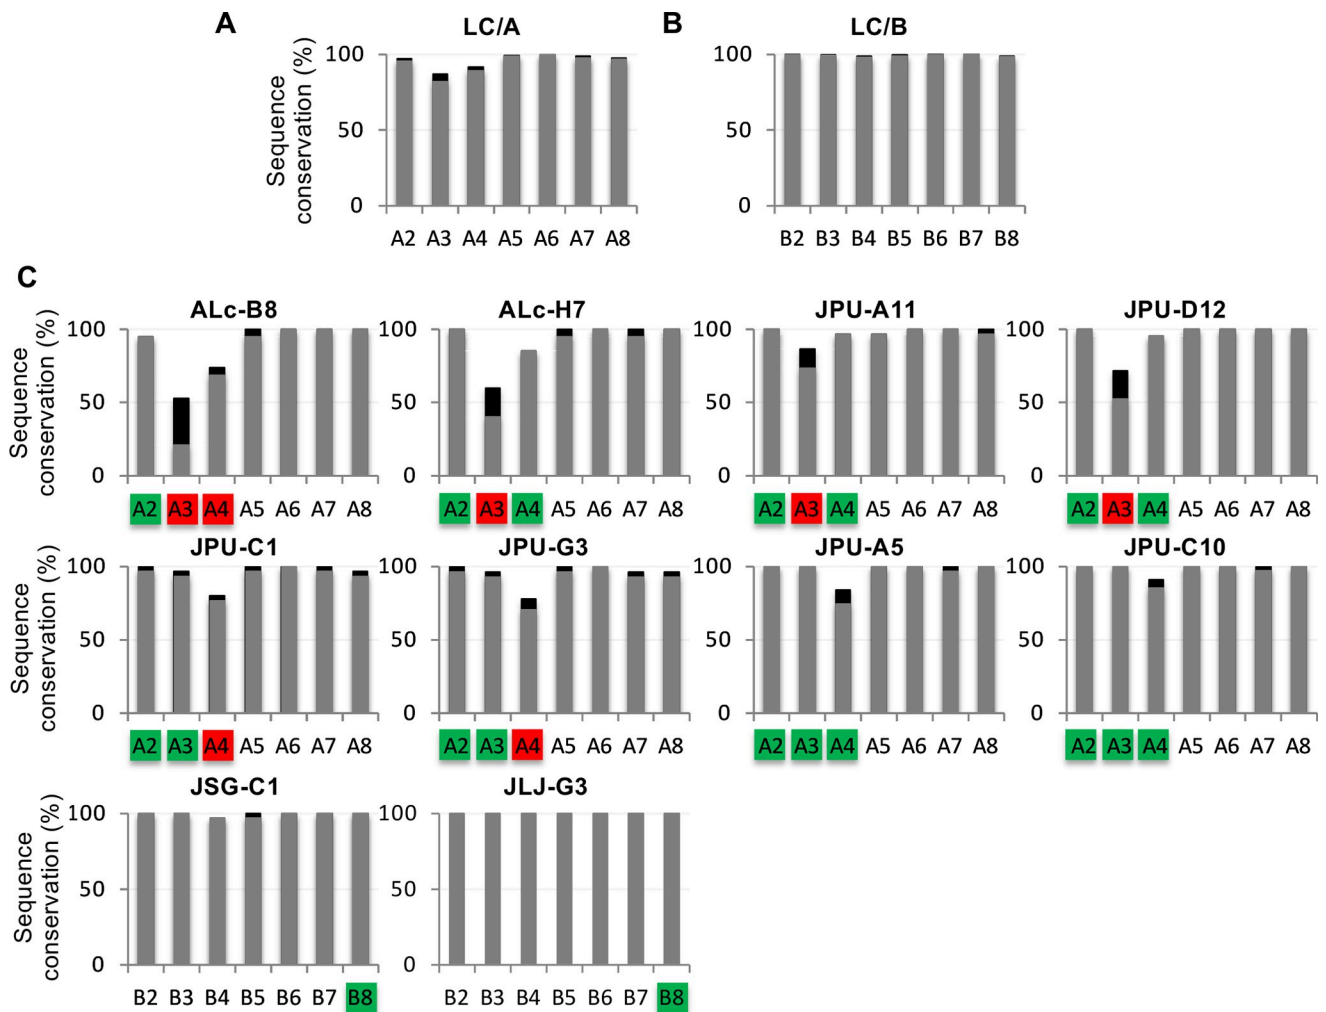 A
LC/A
B
LC/B
Sequence
conservation (%)
100
50
0
A2 A3 A4 A5 A6 A7 A8
100
50
0
B2 B3 B4 B5 B6 B7 B8
C
ALc-B8
ALc-H7
JPU-A11
JPU-D12
Sequence
conservation (%)
100
50
0
100
50
0
100
50
0
100
50
0
A2 A3 A4 A5 A6 A7 A8
A2 A3 A4 A5 A6 A7 A8
A2 A3 A4 A5 A6 A7 A8
A2 A3 A4 A5 A6 A7 A8
JPU-C1
JPU-G3
JPU-A5
JPU-C10
Sequence
conservation (%)
100
50
0
100
50
0
100
50
0
100
50
0
A2 A3 A4 A5 A6 A7 A8
A2 A3 A4 A5 A6 A7 A8
A2 A3 A4 A5 A6 A7 A8
A2 A3 A4 A5 A6 A7 A8
JSG-C1
JLJ-G3
Sequence
conservation (%)
100
50
0
100
50
0
B2 B3 B4 B5 B6 B7 B8
B2 B3 B4 B5 B6 B7 B8